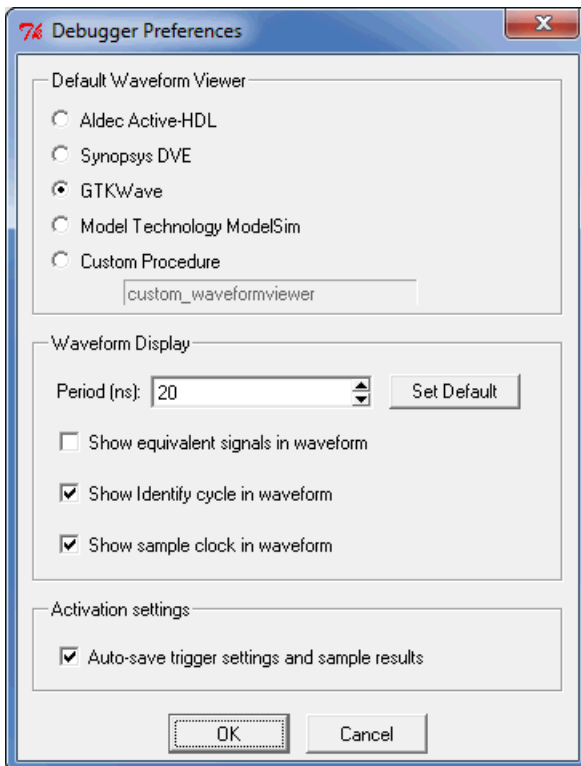 Debugger Preferences
Default Waveform Viewer
Aldec Active-HDL
Synopsys DVE
GTKWave
Model Technology ModelSim
Custom Procedure
custom_waveformviewer
Waveform Display
Period (ns): 20 Set Default
Show equivalent signals in waveform
Show Identify cycle in waveform
Show sample clock in waveform
Activation settings
Auto-save trigger settings and sample results
OK Cancel